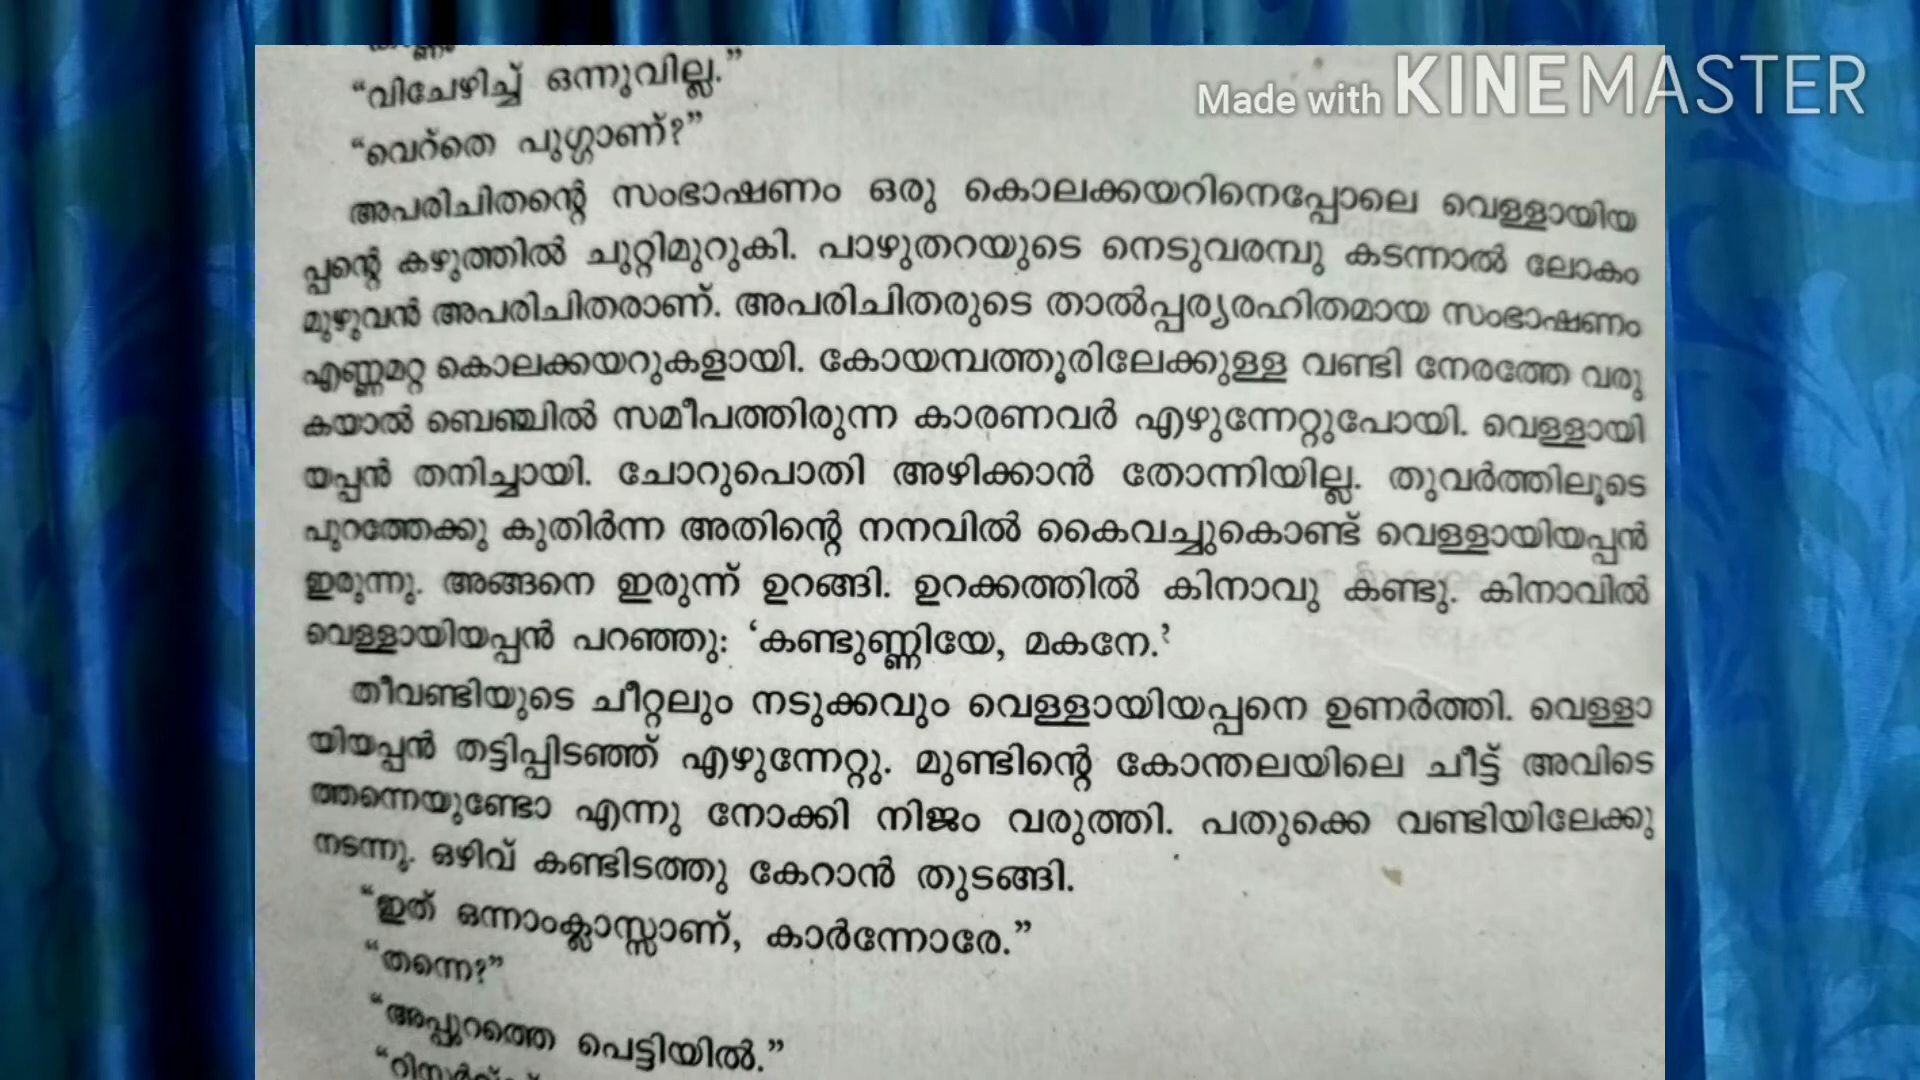 Made with KINEMASTER
“വിചേഴിച്ച് ഒന്നുവില്ല.”
“വെറ്തെ പുഗ്ഗാണ്?”
അപരിചിതന്റെ സംഭാഷണം ഒരു കൊലക്കയറിനെപ്പോലെ വെള്ളായിയ
പ്പന്റെ കഴുത്തിൽ ചുറ്റിമുറുകി. പാഴുതറയുടെ നെടുവരമ്പു കടന്നാൽ ലോകം
മുഴുവൻ അപരിചിതരാണ്. അപരിചിതരുടെ താൽപ്പര്യരഹിതമായ സംഭാഷണം
എണ്ണമറ്റ കൊലക്കയറുകളായി. കോയമ്പത്തൂരിലേക്കുള്ള വണ്ടി നേരത്തേ വരു
കയാൽ ബെഞ്ചിൽ സമീപത്തിരുന്ന കാരണവർ എഴുന്നേറ്റുപോയി. വെള്ളായി
യപ്പൻ തനിച്ചായി. ചോറുപൊതി അഴിക്കാൻ തോന്നിയില്ല. തുവർത്തിലൂടെ
പുറത്തേക്കു കുതിർന്ന അതിന്റെ നനവിൽ കൈവച്ചുകൊണ്ട് വെള്ളായിയപ്പൻ
ഇരുന്നു. അങ്ങനെ ഇരുന്ന് ഉറങ്ങി. ഉറക്കത്തിൽ കിനാവു കണ്ടു. കിനാവിൽ
വെള്ളായിയപ്പൻ പറഞ്ഞു: ‘കണ്ടുണ്ണിയേ, മകനേ.’
തീവണ്ടിയുടെ ചീറ്റലും നടുക്കവും വെള്ളായിയപ്പനെ ഉണർത്തി. വെള്ളാ
യിയപ്പൻ തട്ടിപ്പിടഞ്ഞ് എഴുന്നേറ്റു. മുണ്ടിന്റെ കോന്തലയിലെ ചീട്ട് അവിടെ
ത്തന്നെയുണ്ടോ എന്നു നോക്കി നിജം വരുത്തി. പതുക്കെ വണ്ടിയിലേക്കു
നടന്നു. ഒഴിവ് കണ്ടിടത്തു കേറാൻ തുടങ്ങി.
“ഇത് ഒന്നാംക്ലാസ്സാണ്, കാർന്നോരേ.”
“തന്നെ?”
“അപ്പുറത്തെ പെട്ടിയിൽ.”